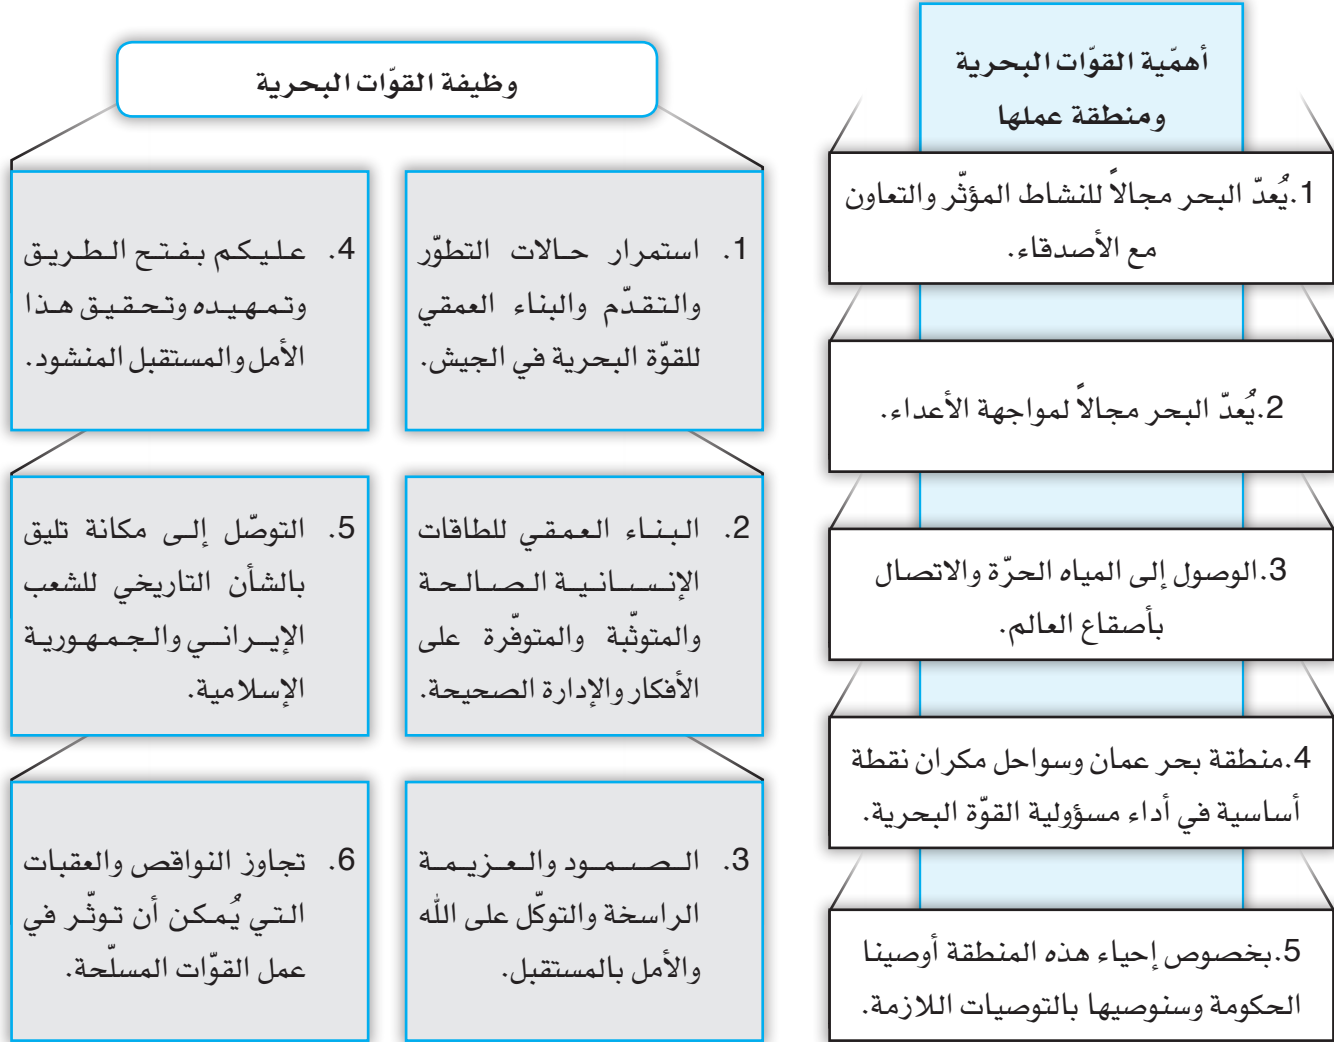 أهمّية القوّات البحرية
ومنطقة عملها
1.يُعدّ البحر مجالاً للنشاط المؤثّر والتعاون
مع الأصدقاء.
2.يُعدّ البحر مجالاً لمواجهة الأعداء.
3.الوصول إلى المياه الحرّة والاتصال
بأصقاع العالم.
4.منطقة بحر عمان وسواحل مكران نقطة
أساسية في أداء مسؤولية القوّة البحرية.
5.بخصوص إحياء هذه المنطقة أوصينا
الحكومة وسنوصيها بالتوصيات اللازمة.
وظيفة القوّات البحرية
1. استمرار حالات التطوّر
والتقدّم والبناء العمقي
للقوّة البحرية في الجيش.
2. البناء العمقي للطاقات
الإنسانية الصالحة
والمتوثّبة والمتوفّرة على
الأفكار والإدارة الصحيحة.
3. الصمود والعزيمة
الراسخة والتوكّل على الله
والأمل بالمستقبل.
4. عليكم بفتح الطريق
وتمهيده وتحقيق هذا
الأمل والمستقبل المنشود.
5. التوصّل إلى مكانة تليق
بالشأن التاريخي للشعب
الإيراني والجمهورية
الإسلامية.
6. تجاوز النواقص والعقبات
التي يُمكن أن توثّر في
عمل القوّات المسلّحة.